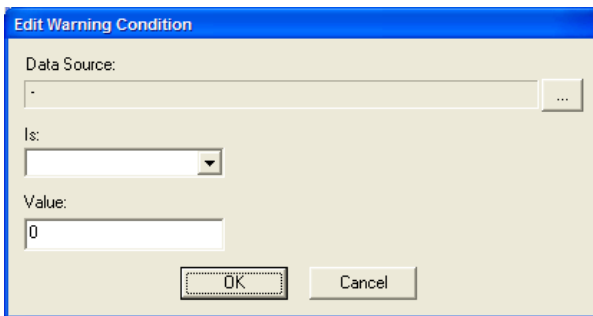 Edit Warning Condition
Data Source:
-
...
Is:
Value:
0
OK
Cancel